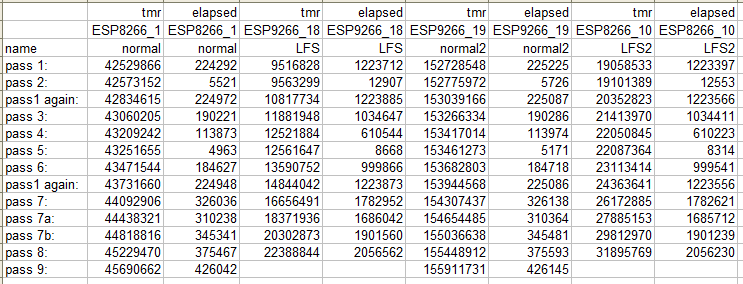 tmr elapsed tmr elapsed tmr elapsed tmr elapsed
ESP8266_1 ESP8266_1 ESP9266_18 ESP9266_18 ESP9266_19 ESP9266_19 ESP8266_10 ESP8266_10
name normal normal LFS LFS normal2 normal2 LFS2 LFS2
pass 1: 42529866 224292 9516828 1223712 152728548 225225 19058533 1223397
pass 2: 42573152 5521 9563299 12907 152775972 5726 19101389 12553
pass1 again: 42834615 224972 10817734 1223885 153039166 225087 20352823 1223566
pass 3: 43060205 190221 11881948 1034647 153266334 190286 21413970 1034411
pass 4: 43209242 113873 12521884 610544 153417014 113974 22050845 610223
pass 5: 43251655 4963 12561647 8668 153461273 5171 22087364 8314
pass 6: 43471544 184627 13590752 999866 153682803 184718 23113414 999541
pass1 again: 43731660 224948 14844042 1223873 153944568 225086 24363641 1223556
pass 7: 44092906 326036 16656491 1782952 154307437 326138 26172885 1782621
pass 7a: 44438321 310238 18371936 1686042 154654485 310364 27885153 1685712
pass 7b: 44818816 345341 20302873 1901560 155036638 345481 29812970 1901239
pass 8: 45229470 375467 22388844 2056562 155448912 375593 31895769 2056230
pass 9: 45690662 426042 155911731 426145